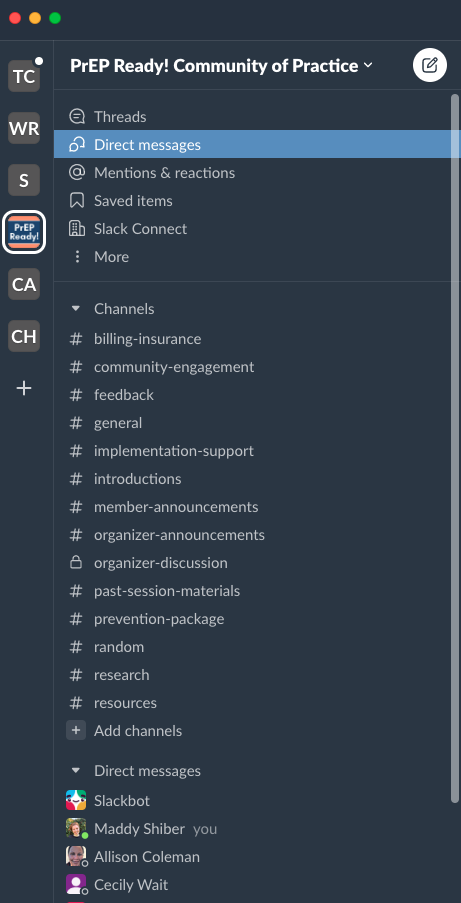 PrEP Ready! Community of Practice
TC
WR
S
PrEP
Ready!
CA
CH
Threads
Direct messages
Mentions & reactions
Saved items
Slack Connect
More
Channels
# billing-insurance
# community-engagement
# feedback
# general
# implementation-support
# introductions
# member-announcements
# organizer-announcements
organizer-discussion
# past-session-materials
# prevention-package
# random
# research
# resources
+ Add channels
Direct messages
Slackbot
Maddy Shiber you
Allison Coleman
Cecily Wait